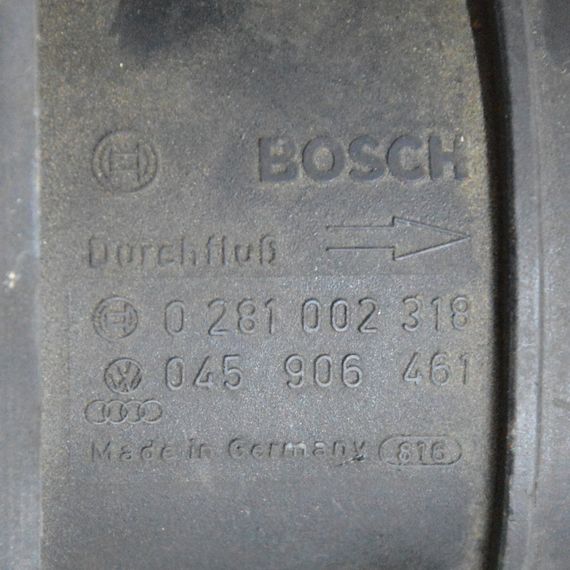 BOSCH
Durchfluß
0 281 002 318
045 906 461
Made in Germany 816